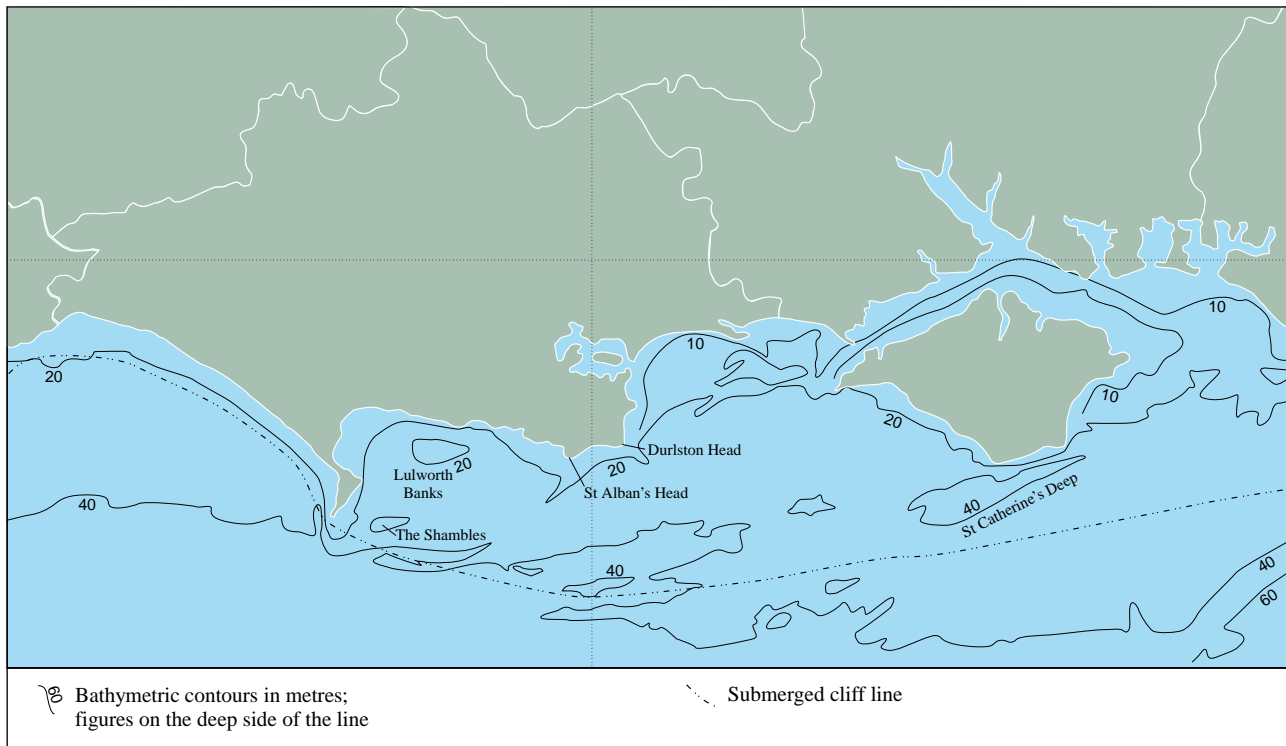 10
10
10
20
20
20
20
Durlston Head
Lulworth
Banks
St Alban's Head
40
40
St Catherine's Deep
The Shambles
40
40
60
60
Bathymetric contours in metres;
figures on the deep side of the line
Submerged cliff line